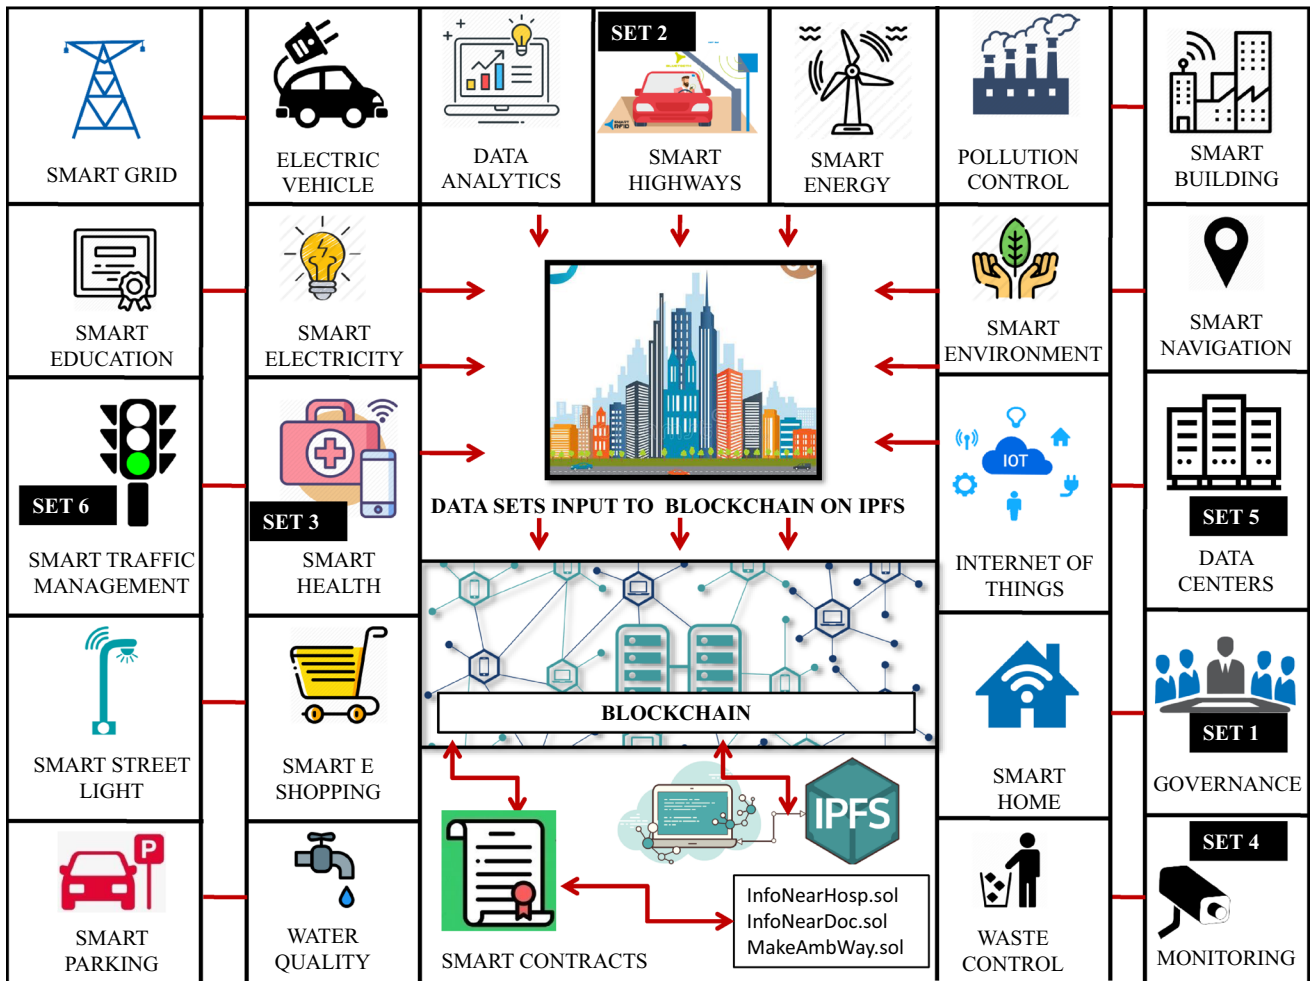 SMART GRID
ELECTRIC
VEHICLE
DATA
ANALYTICS
SET 2
SMART
RFID
SMART
HIGHWAYS
SMART
ENERGY
POLLUTION
CONTROL
SMART
BUILDING
SMART
EDUCATION
SMART
ELECTRICITY
SMART
ENVIRONMENT
SMART
NAVIGATION
SET 6
SMART TRAFFIC
MANAGEMENT
SET 3
SMART
HEALTH
DATA SETS INPUT TO BLOCKCHAIN ON IPFS
IOT
INTERNET OF
THINGS
SET 5
DATA
CENTERS
SMART STREET
LIGHT
SMART E
SHOPPING
BLOCKCHAIN
SMART
HOME
SET 1
GOVERNANCE
P
SMART
PARKING
WATER
QUALITY
SMART CONTRACTS
IPFS
InfoNearHosp.sol
InfoNearDoc.sol
MakeAmbWay.sol
WASTE
CONTROL
SET 4
MONITORING